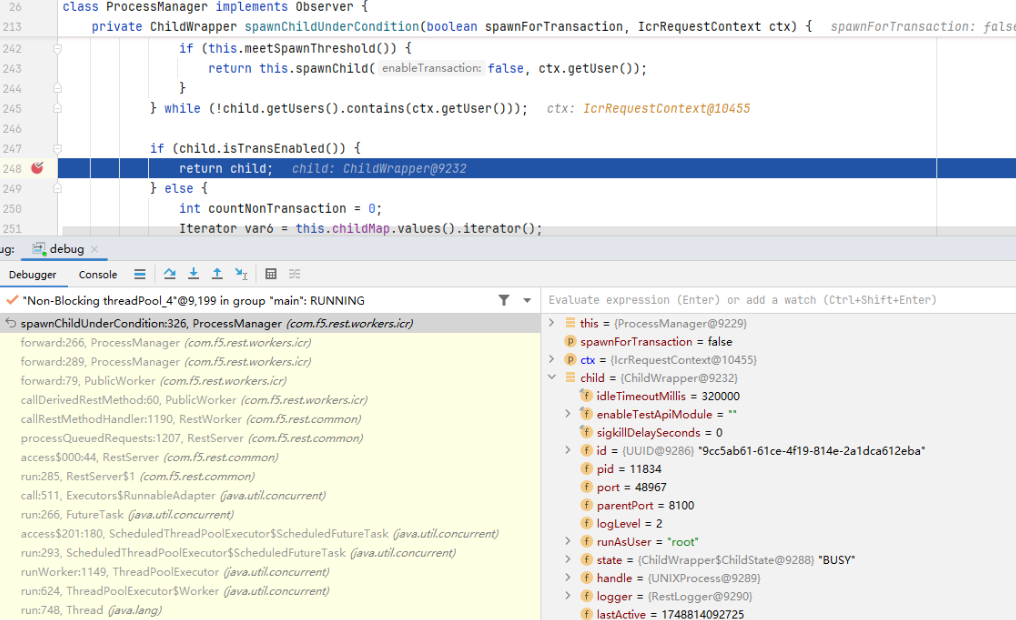 26 class ProcessManager implements Observer {
213 private ChildWrapper spawnChildUnderCondition(boolean spawnForTransaction, IcrRequestContext ctx) { spawnForTransaction: false
242 if (this.meetSpawnThreshold()) {
243 return this.spawnChild( enableTransaction: false, ctx.getUser());
244 }
245 } while (!child.getUsers().contains(ctx.getUser())); ctx: IcrRequestContext@10455
246
247 if (child.isTransEnabled()) {
248 return child; child: ChildWrapper@9232
249 } else {
250 int countNonTransaction = 0;
251 Iterator var6 = this.childMap.values().iterator();
ug: debug
Debugger Console
"Non-Blocking threadPool_4"@9,199 in group "main": RUNNING
spawnChildUnderCondition:326, ProcessManager (com.f5.rest.workers.icr)
forward:266, ProcessManager (com.f5.rest.workers.icr)
forward:289, ProcessManager (com.f5.rest.workers.icr)
forward:79, PublicWorker (com.f5.rest.workers.icr)
callDerivedRestMethod:60, PublicWorker (com.f5.rest.workers.icr)
callRestMethodHandler:1190, RestWorker (com.f5.rest.common)
processQueuedRequests:1207, RestServer (com.f5.rest.common)
access$000:44, RestServer (com.f5.rest.common)
run:285, RestServer$1 (com.f5.rest.common)
call:511, Executors$RunnableAdapter (java.util.concurrent)
run:266, FutureTask (java.util.concurrent)
access$201:180, ScheduledThreadPoolExecutor$ScheduledFutureTask (java.util.concurrent)
run:293, ScheduledThreadPoolExecutor$ScheduledFutureTask (java.util.concurrent)
runWorker:1149, ThreadPoolExecutor (java.util.concurrent)
run:624, ThreadPoolExecutor$Worker (java.util.concurrent)
run:748, Thread (java.lang)
Evaluate expression (Enter) or add a watch (Ctrl+Shift+Enter)
this = {ProcessManager@9229}
spawnForTransaction = false
ctx = {IcrRequestContext@10455}
child = {ChildWrapper@9232}
idleTimeoutMillis = 320000
enableTestApiModule = ""
sigkillDelaySeconds = 0
id = {UUID@9286} "9cc5ab61-61ce-4f19-814e-2a1dca612eba"
pid = 11834
port = 48967
parentPort = 8100
logLevel = 2
runAsUser = "root"
state = {ChildWrapper$ChildState@9288} "BUSY"
handle = {UNIXProcess@9289}
logger = {RestLogger@9290}
lastActive = 1748814092725